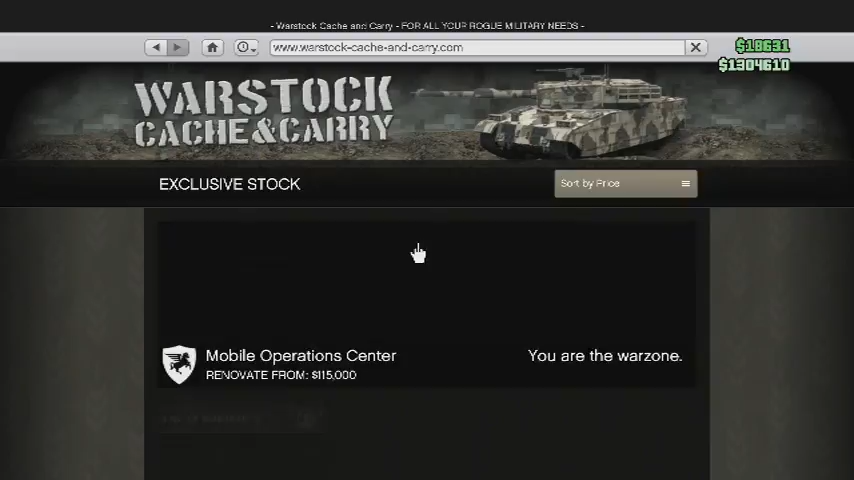 - Warstock Cache and Carry - FOR ALL YOUR ROGUE MILITARY NEEDS -
www.warstock-cache-and-carry.com
$18631
$1304610
WARSTOCK
CACHE&CARRY
EXCLUSIVE STOCK
Sort by Price
Mobile Operations Center
You are the warzone.
RENOVATE FROM: $115,000